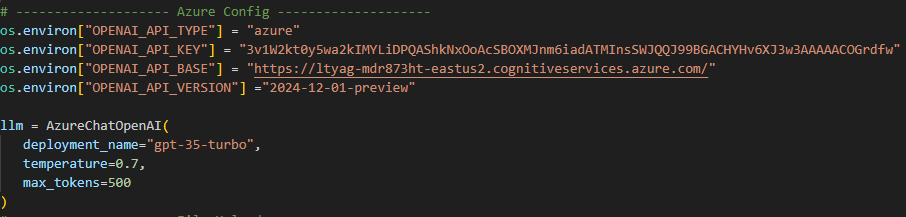 # -------------------- Azure Config --------------------
os.environ["OPENAI_API_TYPE"] = "azure"
os.environ["OPENAI_API_KEY"] = "3v1W2kt0y5wa2kIMYLiDPQAShkNxOoAcSBOXMJnm6iadATMInsSWJQQJ99BGACHYHv6XJ3w3AAAAACOGrdfw"
os.environ["OPENAI_API_BASE"] = "https://ltyag-mdr873ht-eastus2.cognitiveservices.azure.com/"
os.environ["OPENAI_API_VERSION"] ="2024-12-01-preview"
llm = AzureChatOpenAI(
deployment_name="gpt-35-turbo",
temperature=0.7,
max_tokens=500
)